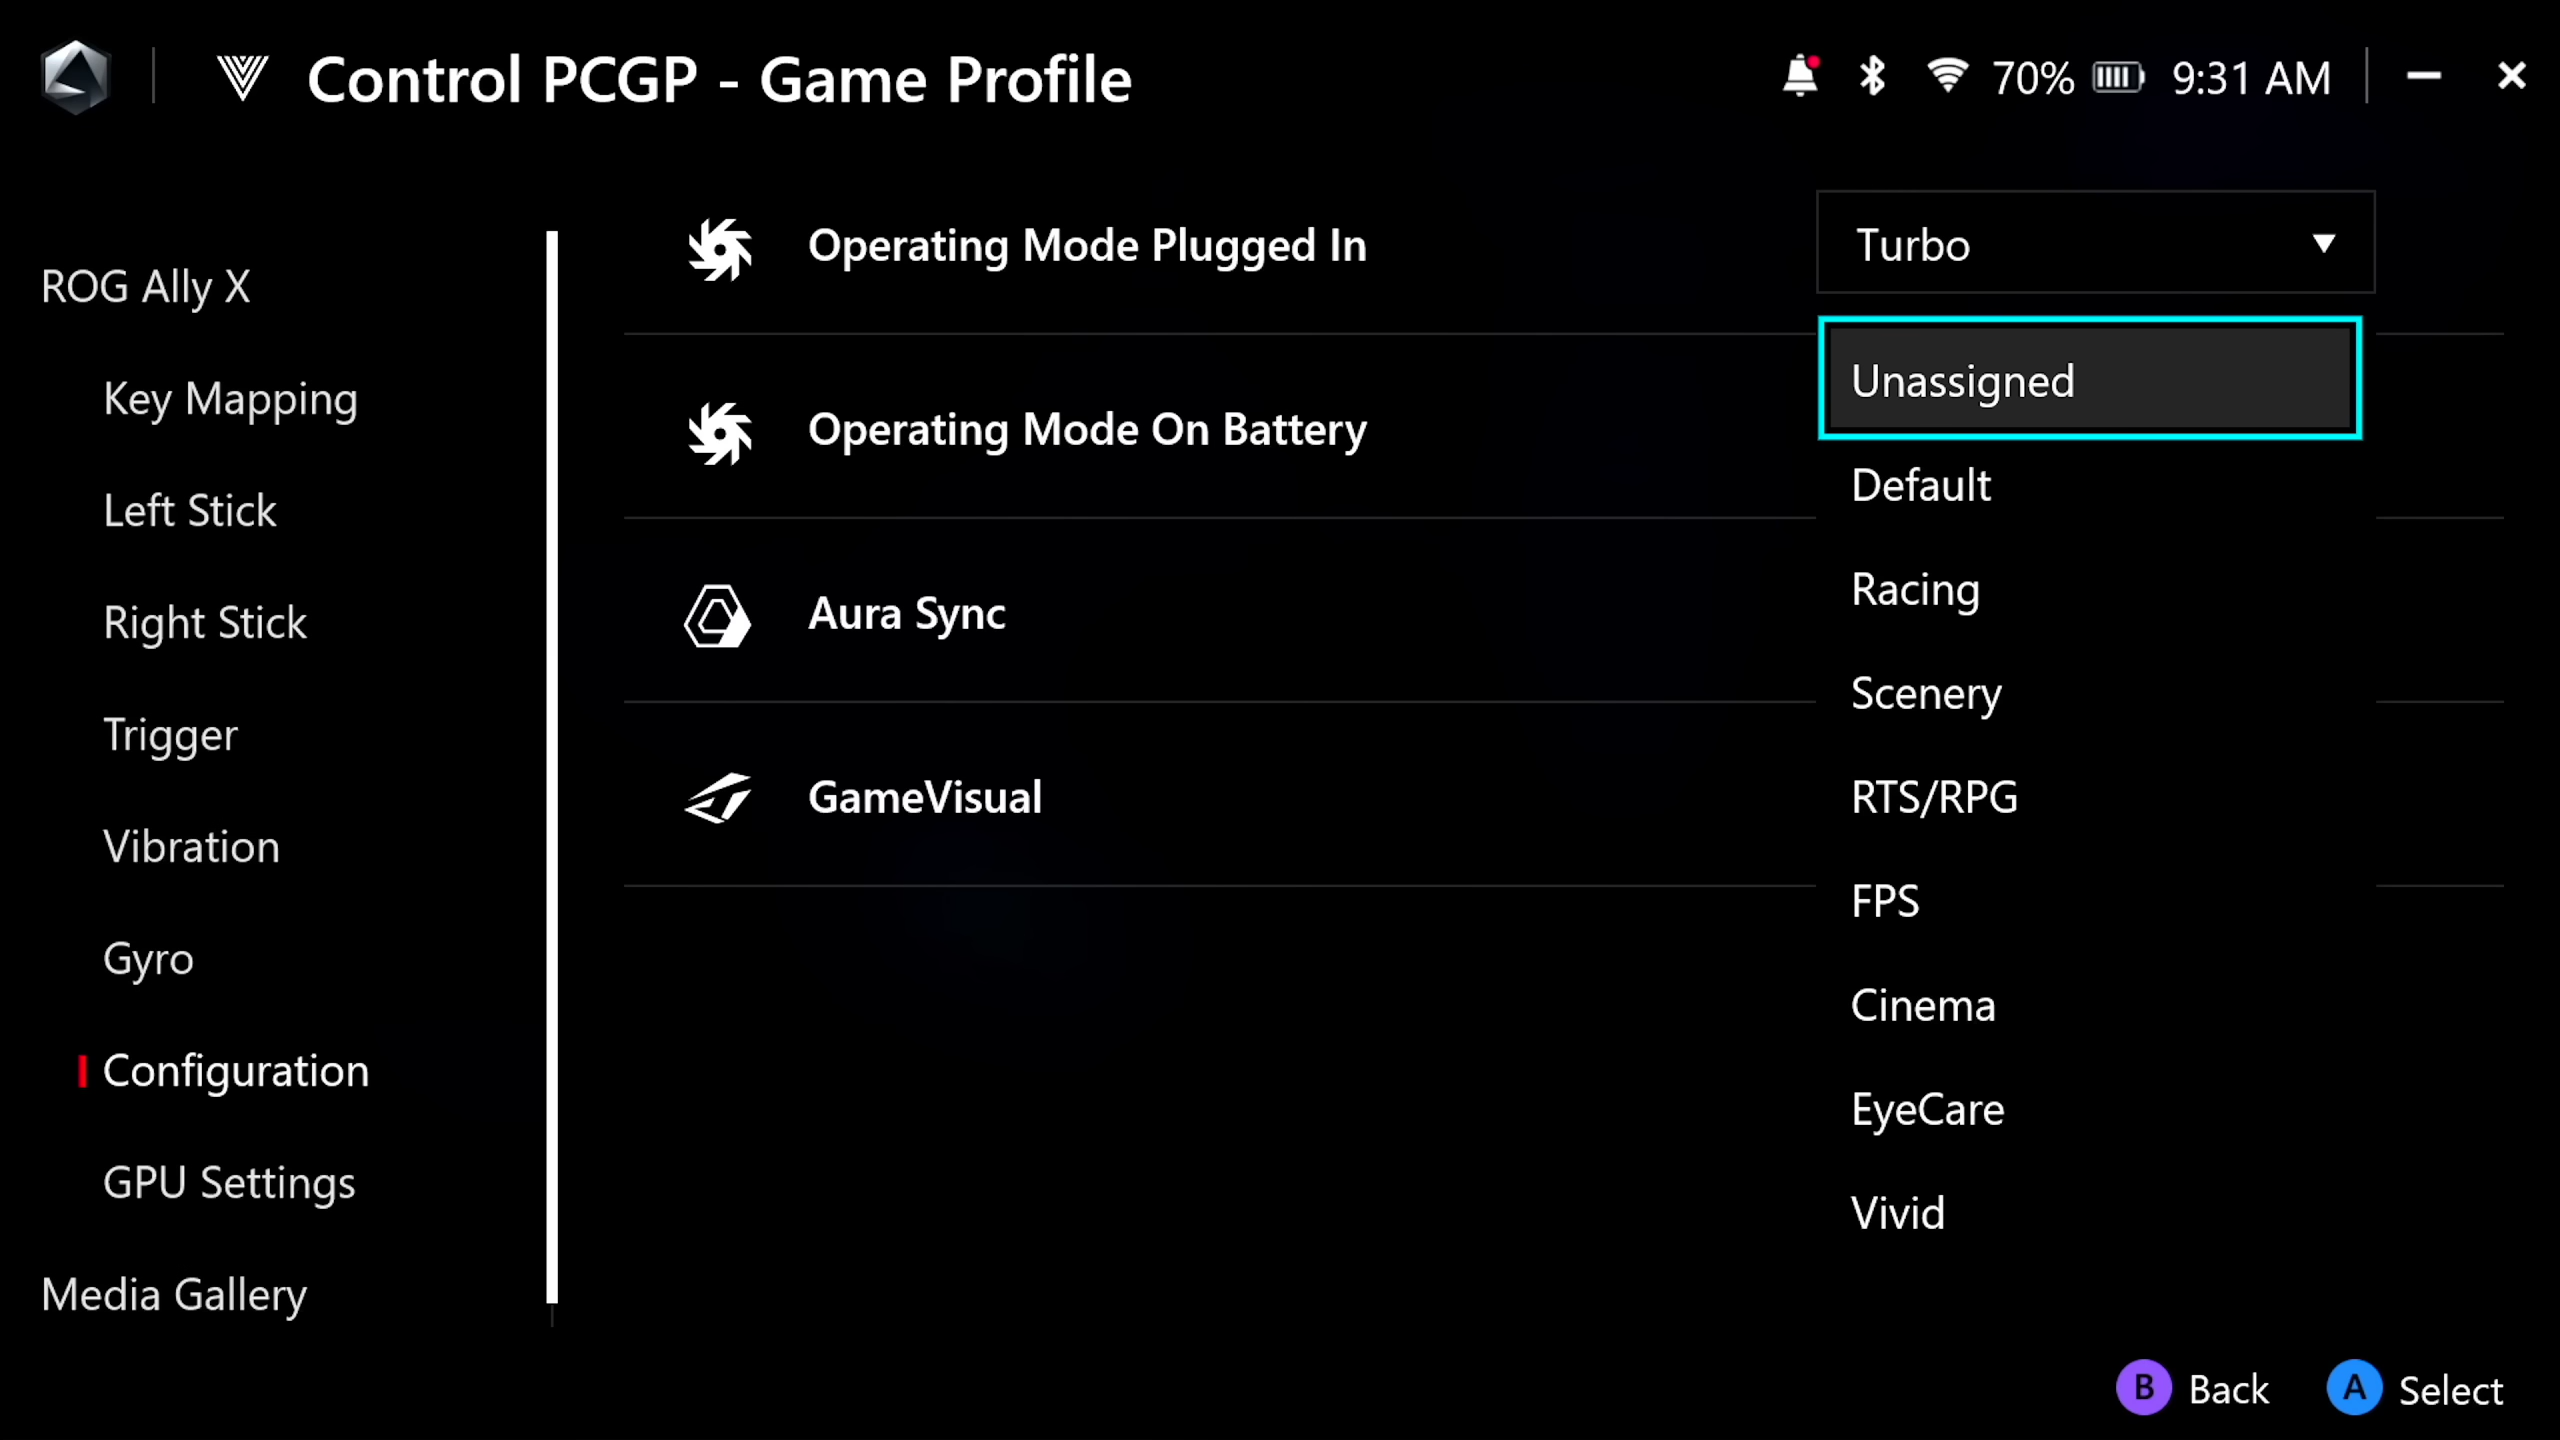 Control PCGP - Game Profile
70%
9:31 AM
ROG Ally X
Key Mapping
Left Stick
Right Stick
Trigger
Vibration
Gyro
Configuration
GPU Settings
Media Gallery
Operating Mode Plugged In
Turbo
Operating Mode On Battery
Aura Sync
GameVisual
Unassigned
Default
Racing
Scenery
RTS/RPG
FPS
Cinema
EyeCare
Vivid
B Back
A Select